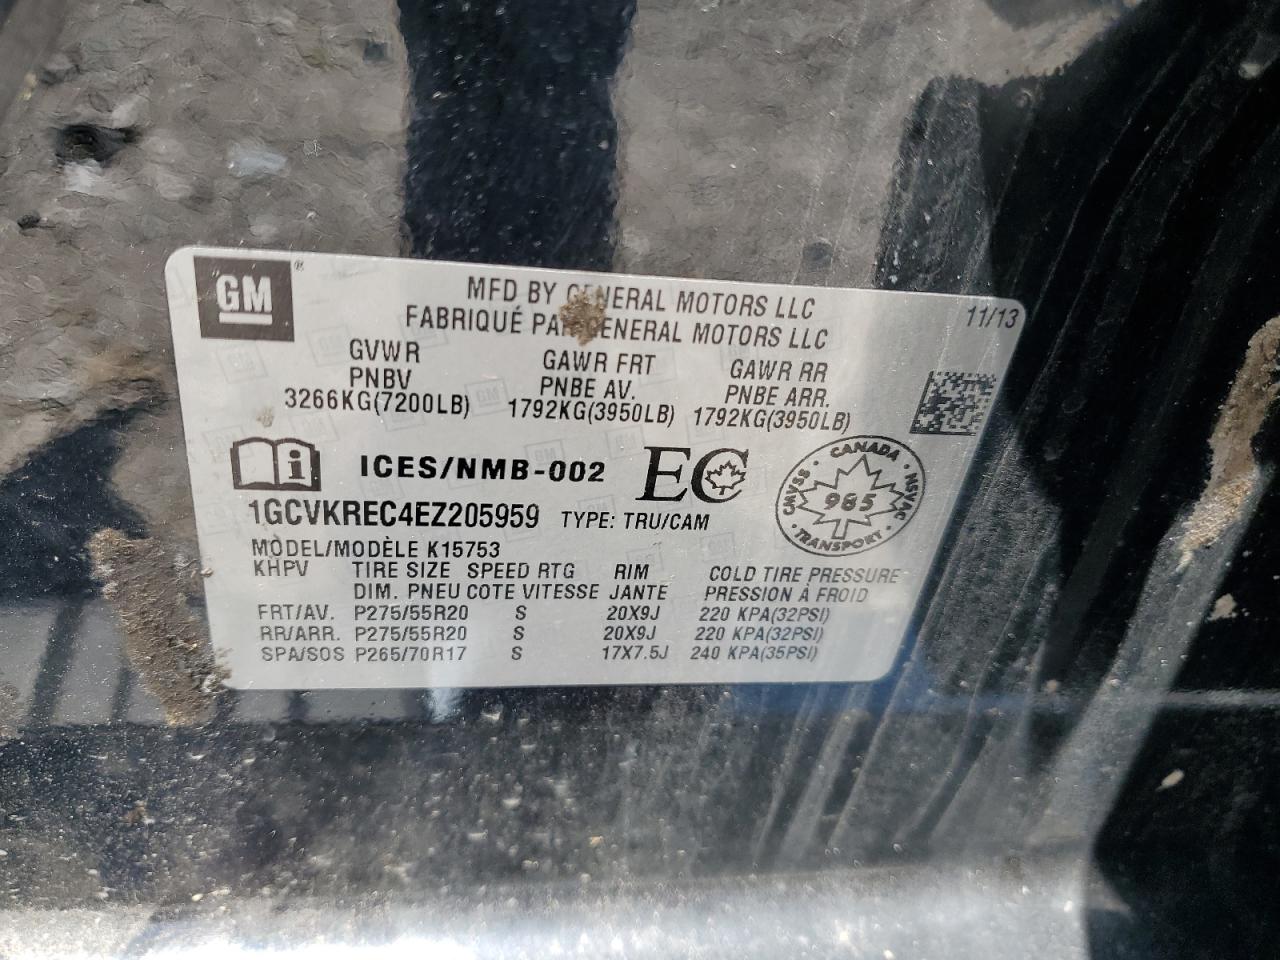 GM ®
MFD BY GENERAL MOTORS LLC
FABRIQUÉ PAR GENERAL MOTORS LLC
11/13
GVWR GAWR FRT GAWR RR
PNBV PNBE AV. PNBE ARR.
3266KG(7200LB) 1792KG(3950LB) 1792KG(3950LB)
i ICES/NMB-002 EC
CANADA
CMVSS 985 NSVAC
TRANSPORT
1GCVKREC4EZ205959 TYPE: TRU/CAM
MODEL/MODÈLE K15753
KHPV TIRE SIZE SPEED RTG RIM COLD TIRE PRESSURE
DIM. PNEU COTE VITESSE JANTE PRESSION À FROID
FRT/AV. P275/55R20 S 20X9J 220 KPA(32PSI)
RR/ARR. P275/55R20 S 20X9J 220 KPA(32PSI)
SPA/SOS P265/70R17 S 17X7.5J 240 KPA(35PSI)